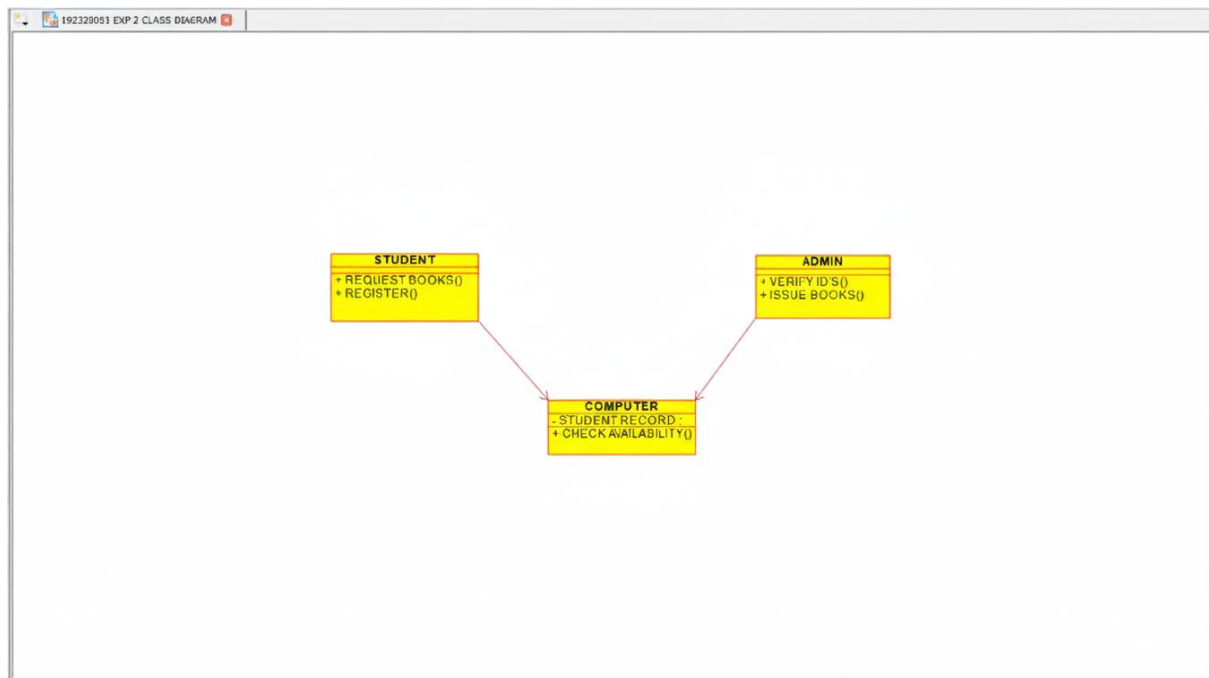 192328051 EXP 2 CLASS DIAGRAM
STUDENT
+ REQUEST BOOKS()
+ REGISTER()
ADMIN
+ VERIFY ID'S()
+ ISSUE BOOKS()
COMPUTER
- STUDENT RECORD :
+ CHECK AVAILABILITY()